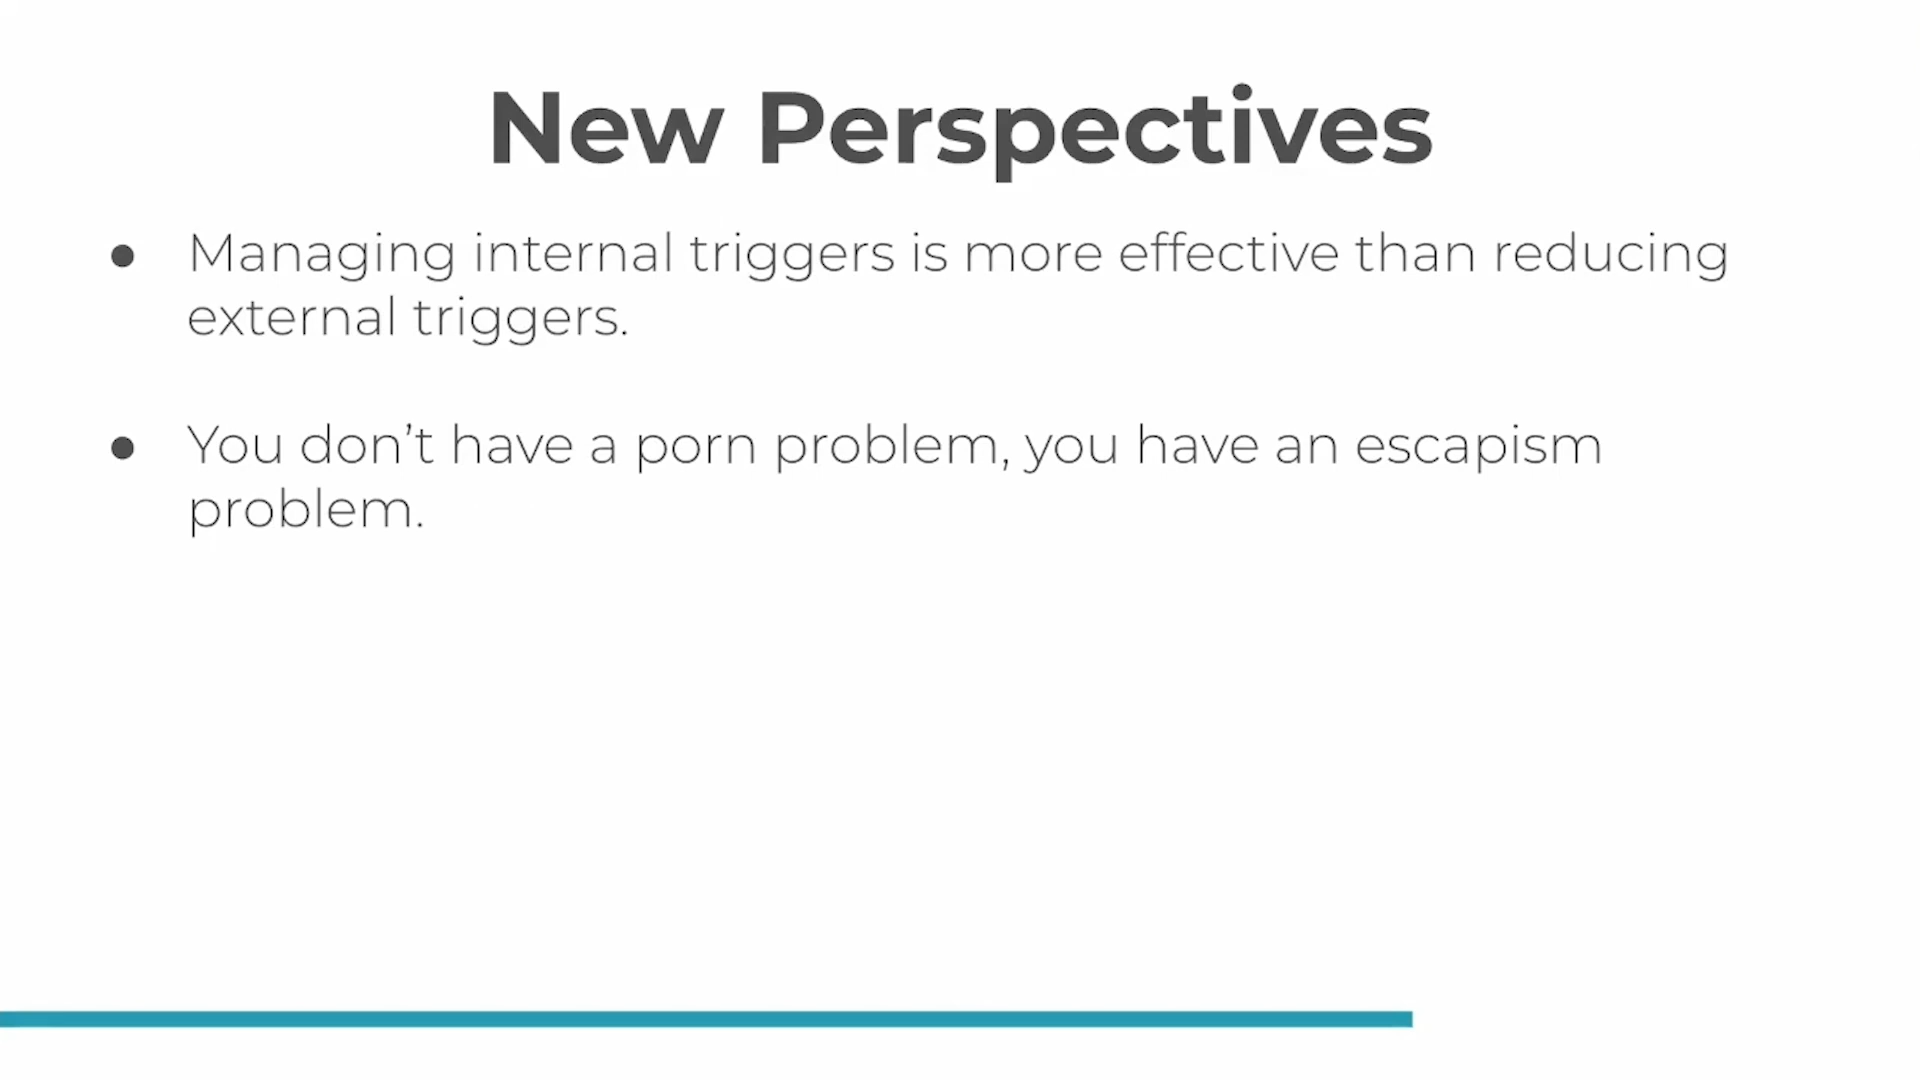 New Perspectives
● Managing internal triggers is more effective than reducing
external triggers.
● You don’t have a porn problem, you have an escapism
problem.